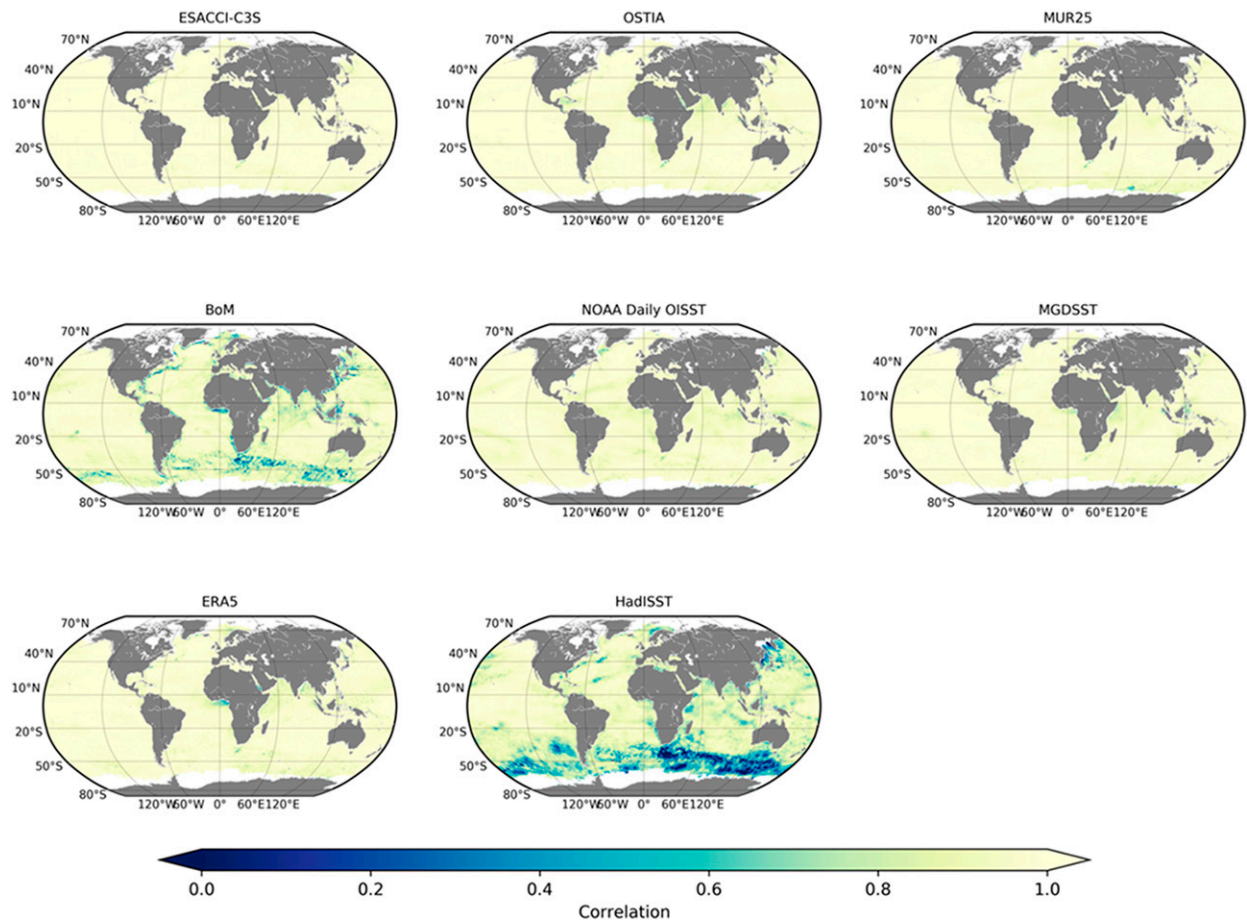 ESACCI-C3S OSTIA MUR25
70°N 70°N 70°N
40°N 40°N 40°N
10°N 10°N 10°N
20°S 20°S 20°S
50°S 50°S 50°S
80°S 80°S 80°S
120°W 60°W 0° 60°E 120°E 120°W 60°W 0° 60°E 120°E 120°W 60°W 0° 60°E 120°E
BoM NOAA Daily OISST MGDSST
70°N 70°N 70°N
40°N 40°N 40°N
10°N 10°N 10°N
20°S 20°S 20°S
50°S 50°S 50°S
80°S 80°S 80°S
120°W 60°W 0° 60°E 120°E 120°W 60°W 0° 60°E 120°E 120°W 60°W 0° 60°E 120°E
ERA5 HadISST
70°N 70°N
40°N 40°N
10°N 10°N
20°S 20°S
50°S 50°S
80°S 80°S
120°W 60°W 0° 60°E 120°E 120°W 60°W 0° 60°E 120°E
0.0 0.2 0.4 0.6 0.8 1.0
Correlation